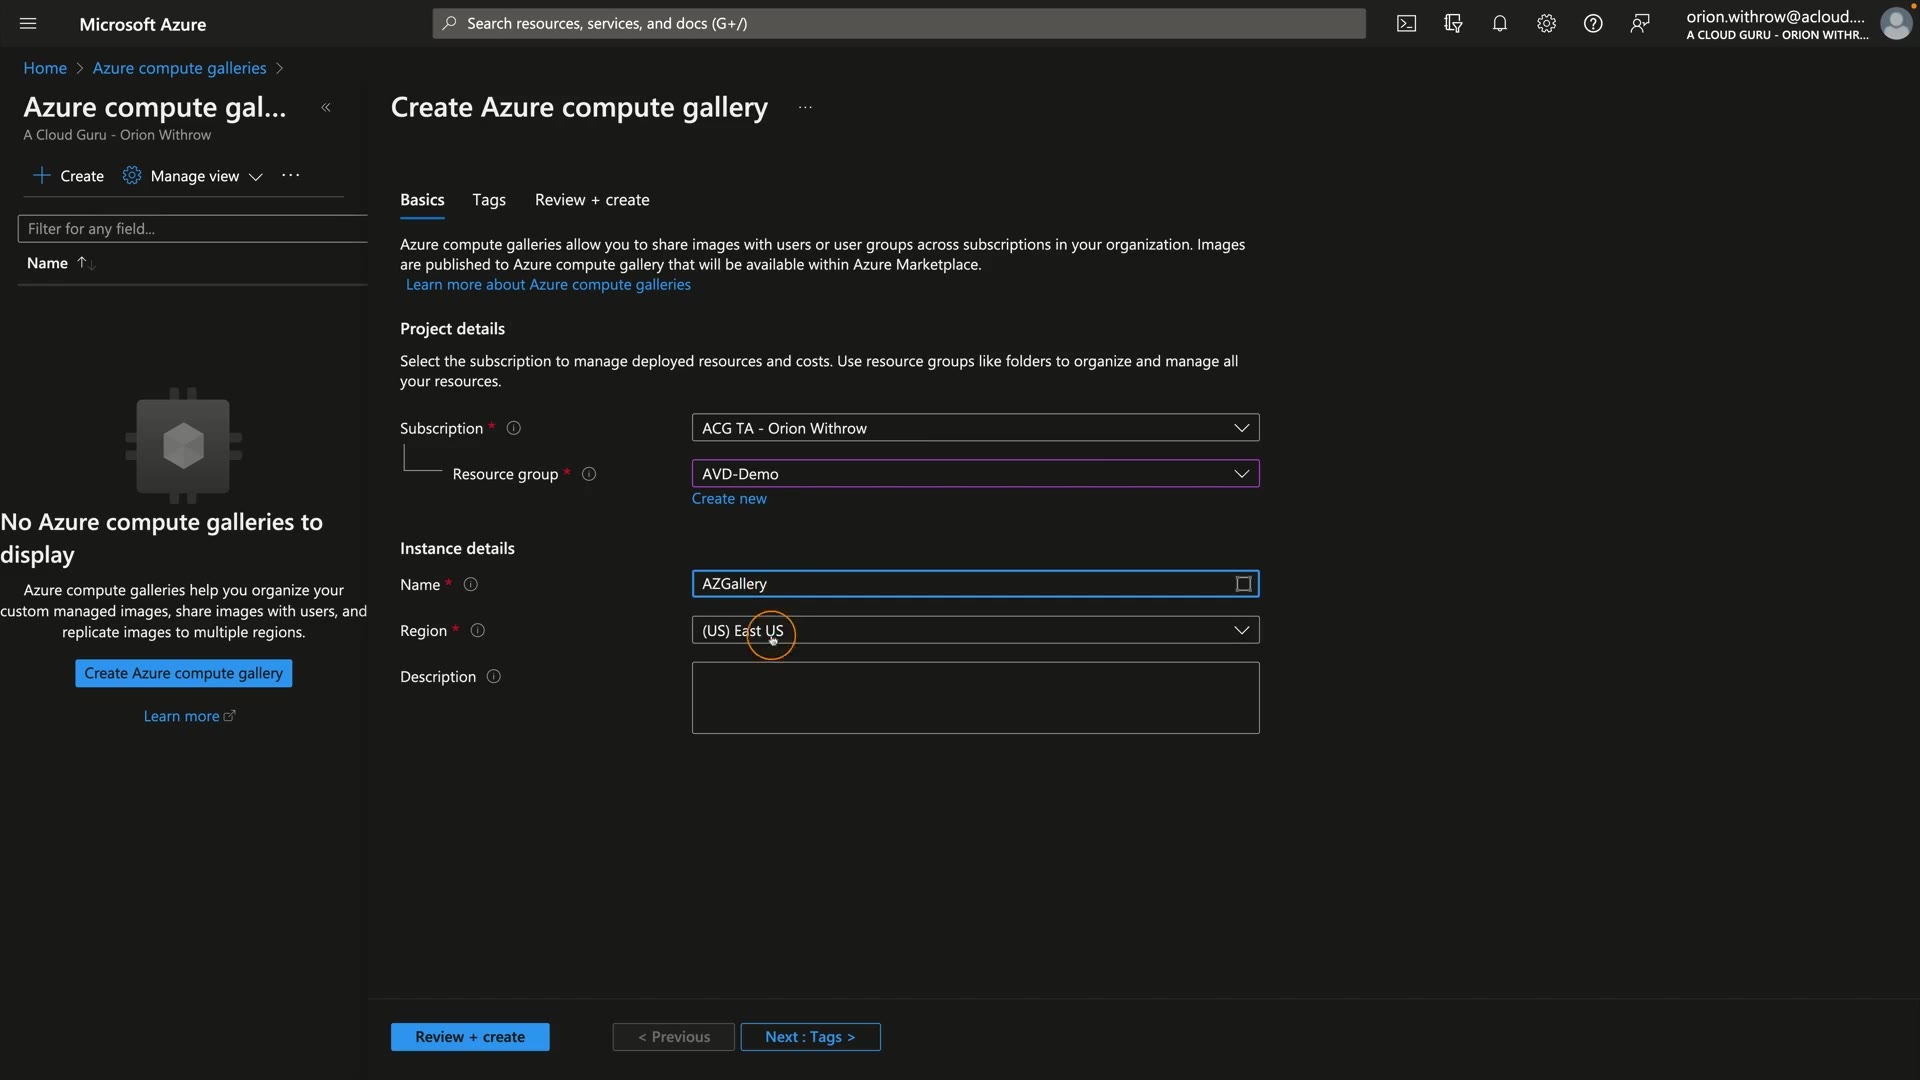 Microsoft Azure
Search resources, services, and docs (G+/)
orion.withrow@acloud....
A CLOUD GURU - ORION WITHR...
Home > Azure compute galleries >
Azure compute gal...
«
A Cloud Guru - Orion Withrow
Create Azure compute gallery ...
+ Create
Manage view
...
Filter for any field...
Name ↑↓
No Azure compute galleries to
display
Azure compute galleries help you organize your
custom managed images, share images with users, and
replicate images to multiple regions.
Create Azure compute gallery
Learn more
Basics
Tags
Review + create
Azure compute galleries allow you to share images with users or user groups across subscriptions in your organization. Images
are published to Azure compute gallery that will be available within Azure Marketplace.
Learn more about Azure compute galleries
Project details
Select the subscription to manage deployed resources and costs. Use resource groups like folders to organize and manage all
your resources.
Subscription *
ACG TA - Orion Withrow
Resource group *
AVD-Demo
Create new
Instance details
Name *
AZGallery
Region *
(US) East US
Description
Review + create
< Previous
Next : Tags >